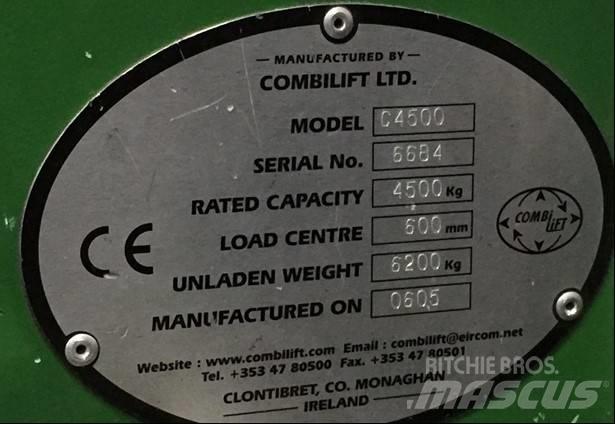 — MANUFACTURED BY —
COMBILIFT LTD.
MODEL C4500
SERIAL No. 6684
RATED CAPACITY 4500 Kg
LOAD CENTRE 600 mm
UNLADEN WEIGHT 6200 Kg
MANUFACTURED ON 0605
CE
COMBi
LiFT
Website : www.combilift.com Email : combilift@eircom.net
Tel. +353 47 80500 Fax. +353 47 80501
CLONTIBRET, CO. MONAGHAN
IRELAND
RITCHIE BROS.
MASCUS